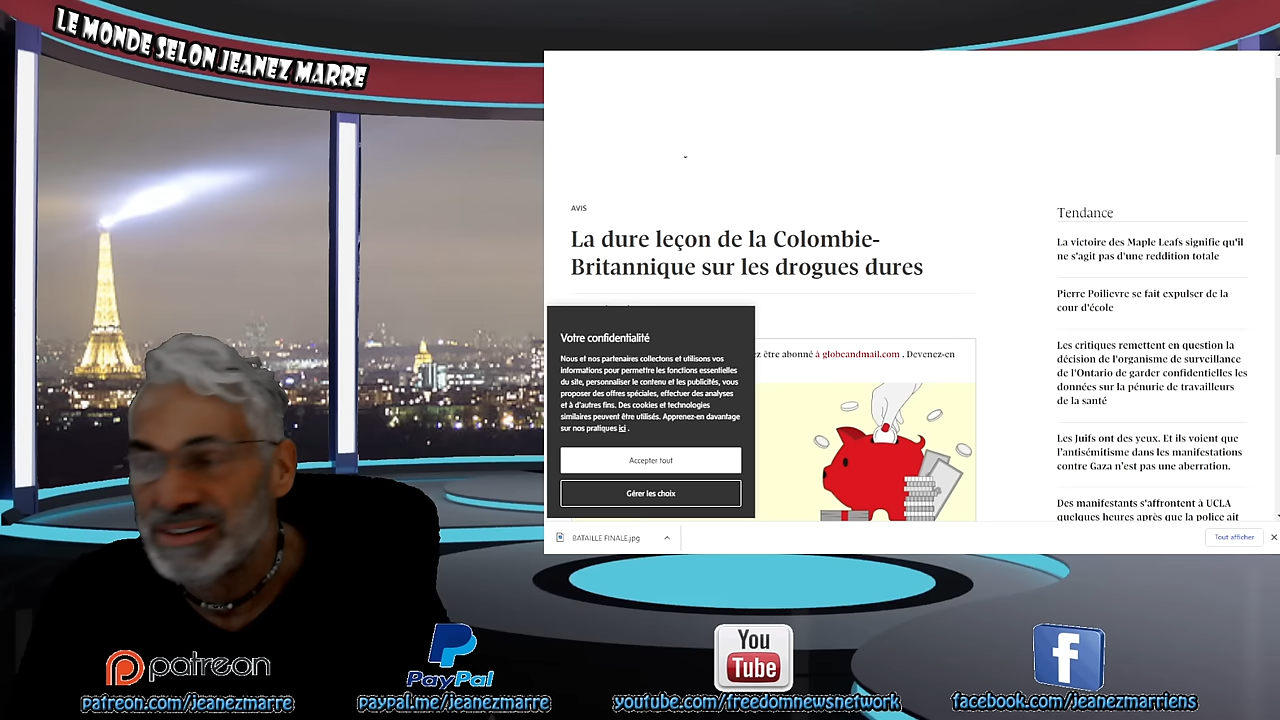 LE MONDE SELON JEANEZ MARRE
AVIS
La dure leçon de la Colombie-
Britannique sur les drogues dures
Votre confidentialité
Nous et nos partenaires collectons et utilisons vos
informations pour permettre les fonctions essentielles
du site, personnaliser le contenu et les publicités, vous
proposer des offres spéciales, effectuer des analyses
et à d'autres fins. Des cookies et technologies
similaires peuvent être utilisés. Apprenez-en davantage
sur nos pratiques ici .
Accepter tout
Gérer les choix
être abonné à globeandmail.com . Devenez-en
Tendance
La victoire des Maple Leafs signifie qu'il
ne s'agit pas d'une reddition totale
Pierre Poilievre se fait expulser de la
cour d'école
Les critiques remettent en question la
décision de l'organisme de surveillance
de l'Ontario de garder confidentielles les
données sur la pénurie de travailleurs
de la santé
Les Juifs ont des yeux. Et ils voient que
l'antisémitisme dans les manifestations
contre Gaza n'est pas une aberration.
Des manifestants s'affrontent à UCLA
quelques heures après que la police ait
BATAILLE FINALE.jpg
Tout afficher
patreon
PayPal
You
Tube
f
patreon.com/jeanezmarre
paypal.me/jeanezmarre
youtube.com/freedomnewsnetwork
facebook.com/jeanezmarriens